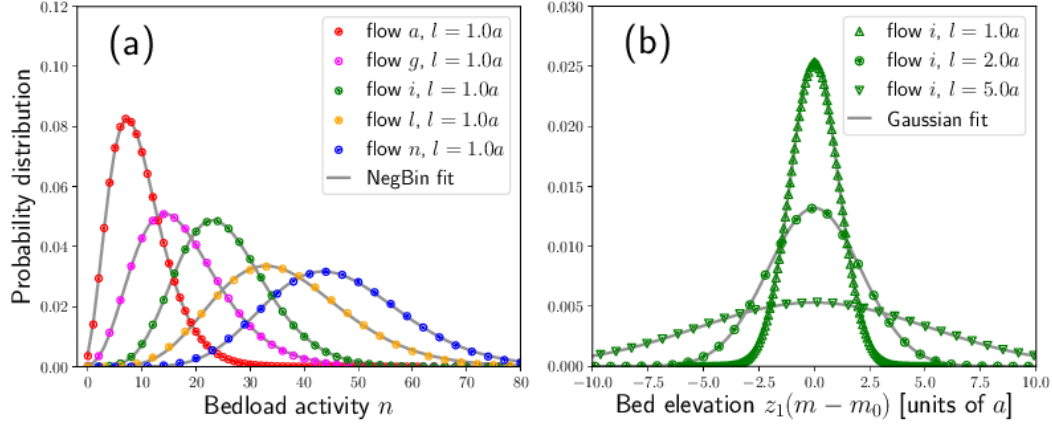 (a)
flow a, l = 1.0a
flow g, l = 1.0a
flow i, l = 1.0a
flow l, l = 1.0a
flow n, l = 1.0a
NegBin fit
Probability distribution
0.12
0.10
0.08
0.06
0.04
0.02
0.00
0 10 20 30 40 50 60 70 80
Bedload activity n
(b)
flow i, l = 1.0a
flow i, l = 2.0a
flow i, l = 5.0a
Gaussian fit
0.030
0.025
0.020
0.015
0.010
0.005
0.000
−10.0 −7.5 −5.0 −2.5 0.0 2.5 5.0 7.5 10.0
Bed elevation z₁(m − m₀) [units of a]